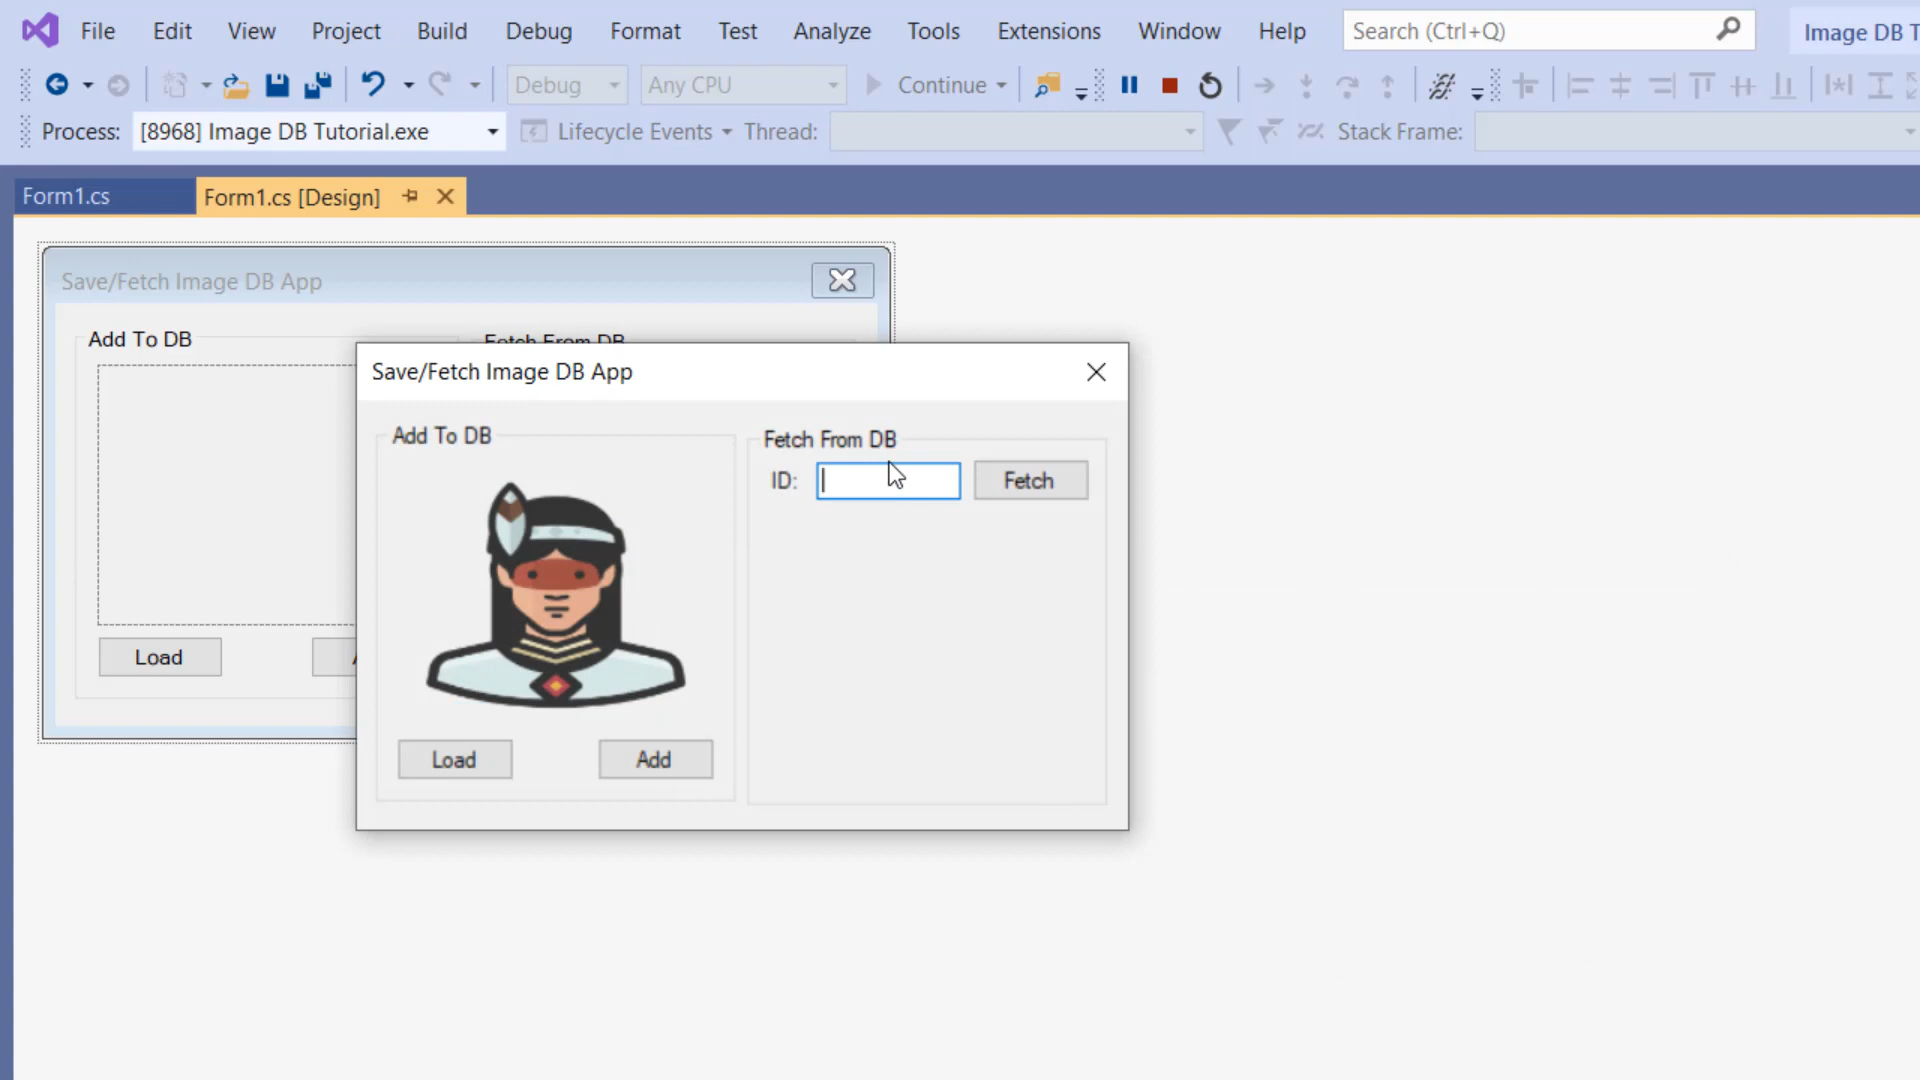 File Edit View Project Build Debug Format Test Analyze Tools Extensions Window Help Search (Ctrl+Q) Image DB T
Debug Any CPU Continue
Process: [8968] Image DB Tutorial.exe Lifecycle Events Thread: Stack Frame:
Form1.cs Form1.cs [Design]
Save/Fetch Image DB App
Add To DB Fetch From DB
Load
Save/Fetch Image DB App
Add To DB Fetch From DB
ID: Fetch
Load Add